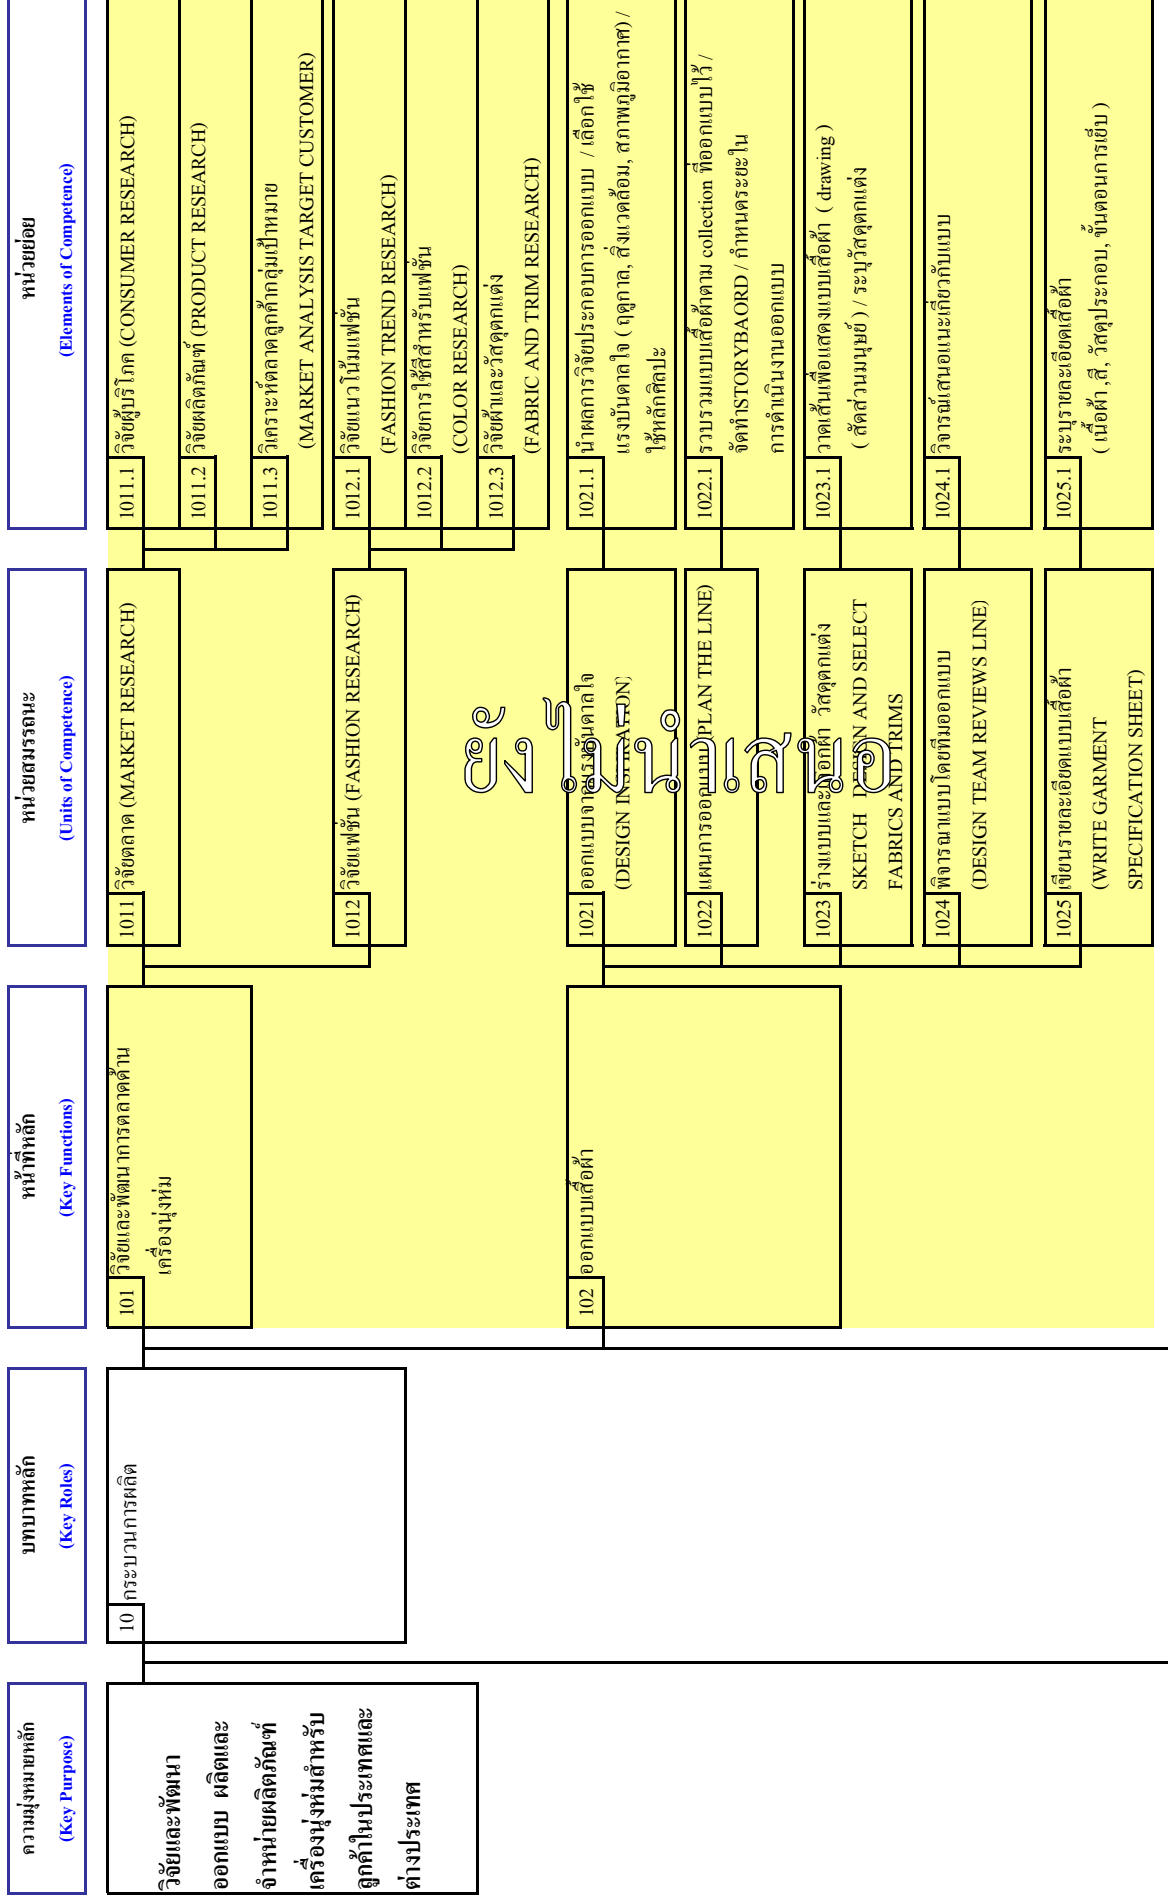 ความมุ่งหมายหลัก
(Key Purpose)
บทบาทหลัก
(Key Roles)
หน้าที่หลัก
(Key Functions)
หน่วยสมรรถนะ
(Units of Competence)
หน่วยย่อย
(Elements of Competence)
วิจัยและพัฒนา
ออกแบบ ผลิตและ
จำหน่ายผลิตภัณฑ์
เครื่องนุ่งห่มสำหรับ
ลูกค้าในประเทศและ
ต่างประเทศ
10 กระบวนการผลิต
101 วิจัยและพัฒนาการตลาดด้าน
เครื่องนุ่งห่ม
1011 วิจัยตลาด (MARKET RESEARCH)
1011.1 วิจัยผู้บริโภค (CONSUMER RESEARCH)
1011.2 วิจัยผลิตภัณฑ์ (PRODUCT RESEARCH)
1011.3 วิเคราะห์ตลาดลูกค้ากลุ่มเป้าหมาย
(MARKET ANALYSIS TARGET CUSTOMER)
1012 วิจัยแฟชั่น (FASHION RESEARCH)
1012.1 วิจัยแนวโน้มแฟชั่น
(FASHION TREND RESEARCH)
1012.2 วิจัยการใช้สีสำหรับแฟชั่น
(COLOR RESEARCH)
1012.3 วิจัยผ้าและวัสดุตกแต่ง
(FABRIC AND TRIM RESEARCH)
102 ออกแบบเสื้อผ้า
1021 ออกแบบจากแรงบันดาลใจ
(DESIGN INSPIRATION)
1021.1 นำผลการวิจัยประกอบการออกแบบ / เลือกใช้
แรงบันดาลใจ ( ฤดูกาล, สิ่งแวดล้อม, สภาพภูมิอากาศ) /
ใช้หลักศิลปะ
1022 แผนการออกแบบ (PLAN THE LINE)
1022.1 รวบรวมแบบเสื้อผ้าตาม collection ที่ออกแบบไว้ /
จัดทำSTORYBAORD / กำหนดระยะใน
การดำเนินงานออกแบบ
1023 ร่างแบบและเลือกผ้า วัสดุตกแต่ง
SKETCH DESIGN AND SELECT
FABRICS AND TRIMS
1023.1 วาดเส้นเพื่อแสดงแบบเสื้อผ้า ( drawing )
( สัดส่วนมนุษย์ ) / ระบุวัสดุตกแต่ง
1024 พิจารณาแบบโดยทีมออกแบบ
(DESIGN TEAM REVIEWS LINE)
1024.1 วิจารณ์เสนอแนะเกี่ยวกับแบบ
1025 เขียนรายละเอียดแบบเสื้อผ้า
(WRITE GARMENT
SPECIFICATION SHEET)
1025.1 ระบุรายละเอียดเสื้อผ้า
( เนื้อผ้า ,สี, วัสดุประกอบ, ขั้นตอนการเย็บ )
ยังไม่นำเสนอ